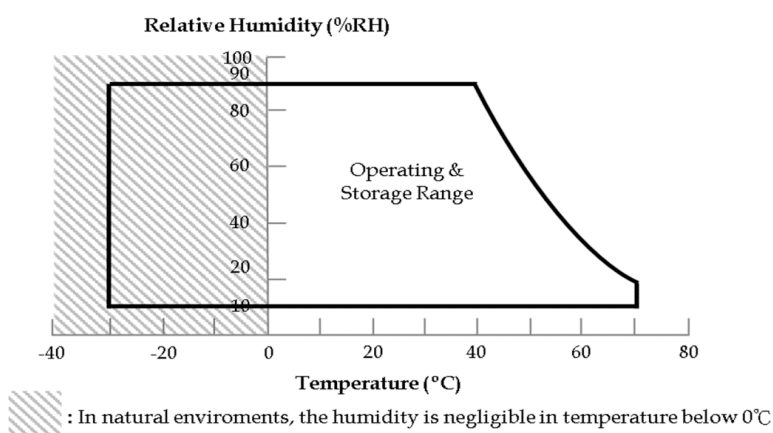 Relative Humidity (%RH)
100
90
80
60
Operating &
Storage Range
40
20
10
-40 -20 0 20 40 60 80
Temperature (°C)
: In natural enviroments, the humidity is negligible in temperature below 0℃